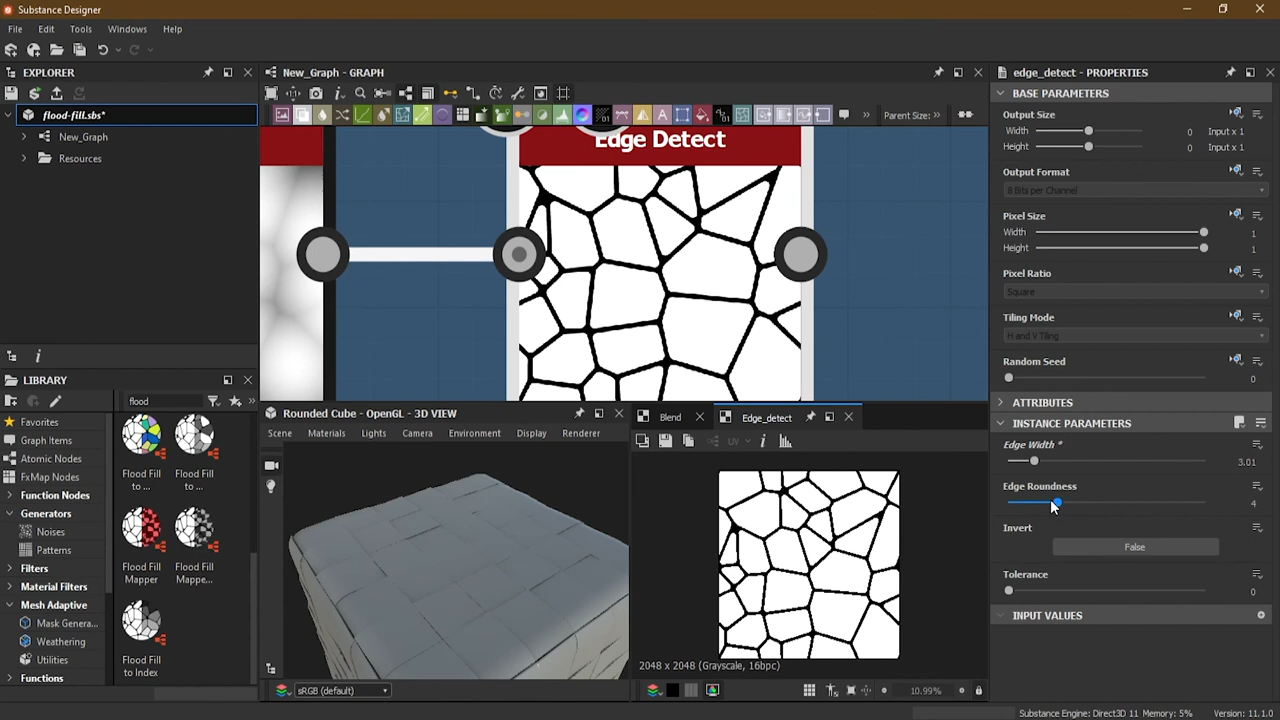 Substance Designer
File Edit Tools Windows Help
EXPLORER
flood-fill.sbs*
New_Graph
Resources
LIBRARY
flood
Favorites
Graph Items
Atomic Nodes
FxMap Nodes
Function Nodes
Generators
Noises
Patterns
Filters
Material Filters
Mesh Adaptive
Mask Genera...
Weathering
Utilities
Functions
Flood Fill to ...
Flood Fill to ...
Flood Fill Mapper
Flood Fill Mappe...
Flood Fill to Index
New_Graph - GRAPH
Parent Size:
Edge Detect
Rounded Cube - OpenGL - 3D VIEW
Scene Materials Lights Camera Environment Display Renderer
sRGB (default)
Blend
Edge_detect
UV
2048 x 2048 (Grayscale, 16bpc)
10.99%
edge_detect - PROPERTIES
BASE PARAMETERS
Output Size
Width 0 Input x 1
Height 0 Input x 1
Output Format
8 Bits per Channel
Pixel Size
Width 1
Height 1
Pixel Ratio
Square
Tiling Mode
H and V Tiling
Random Seed
0
ATTRIBUTES
INSTANCE PARAMETERS
Edge Width *
3.01
Edge Roundness
4
Invert
False
Tolerance
0
INPUT VALUES
Substance Engine: Direct3D 11 Memory: 5% Version: 11.1.0